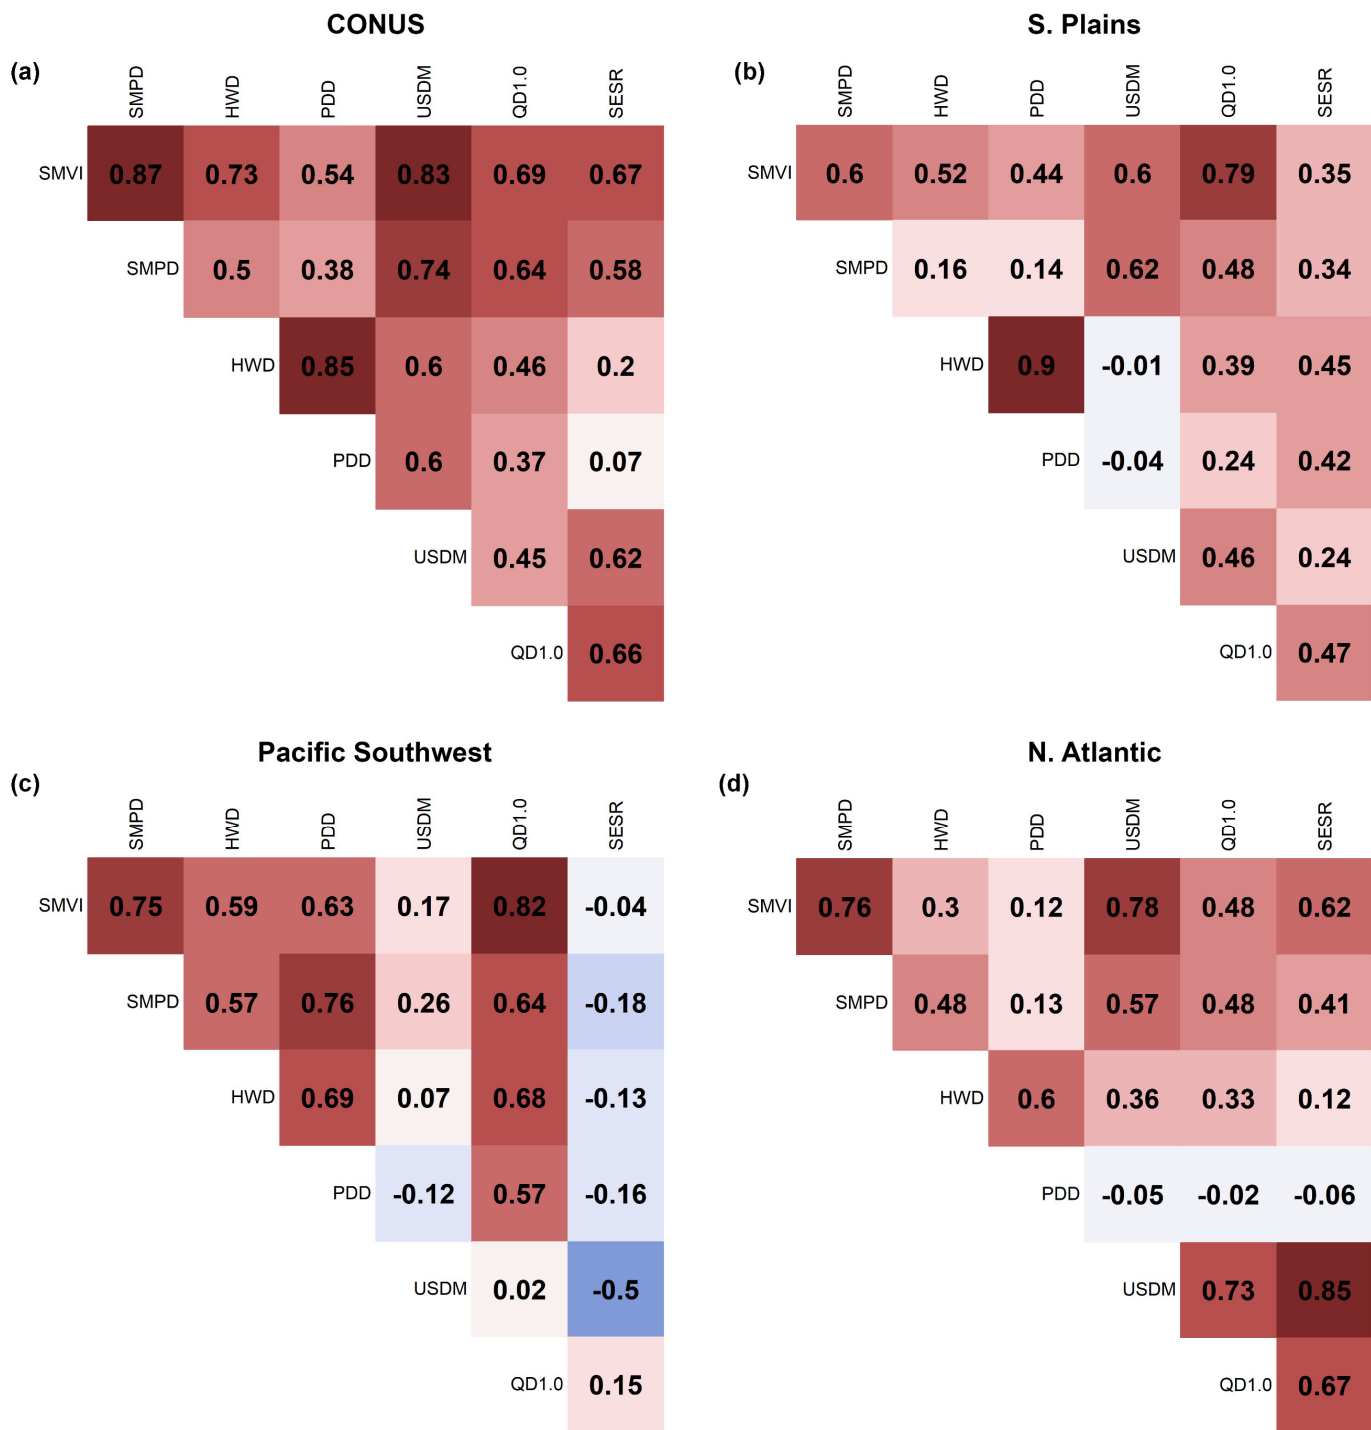 CONUS
S. Plains
(a)
SMPD HWD PDD USDM QD1.0 SESR
SMVI 0.87 0.73 0.54 0.83 0.69 0.67
SMPD 0.5 0.38 0.74 0.64 0.58
HWD 0.85 0.6 0.46 0.2
PDD 0.6 0.37 0.07
USDM 0.45 0.62
QD1.0 0.66
(b)
SMPD HWD PDD USDM QD1.0 SESR
SMVI 0.6 0.52 0.44 0.6 0.79 0.35
SMPD 0.16 0.14 0.62 0.48 0.34
HWD 0.9 -0.01 0.39 0.45
PDD -0.04 0.24 0.42
USDM 0.46 0.24
QD1.0 0.47
Pacific Southwest
N. Atlantic
(c)
SMPD HWD PDD USDM QD1.0 SESR
SMVI 0.75 0.59 0.63 0.17 0.82 -0.04
SMPD 0.57 0.76 0.26 0.64 -0.18
HWD 0.69 0.07 0.68 -0.13
PDD -0.12 0.57 -0.16
USDM 0.02 -0.5
QD1.0 0.15
(d)
SMPD HWD PDD USDM QD1.0 SESR
SMVI 0.76 0.3 0.12 0.78 0.48 0.62
SMPD 0.48 0.13 0.57 0.48 0.41
HWD 0.6 0.36 0.33 0.12
PDD -0.05 -0.02 -0.06
USDM 0.73 0.85
QD1.0 0.67